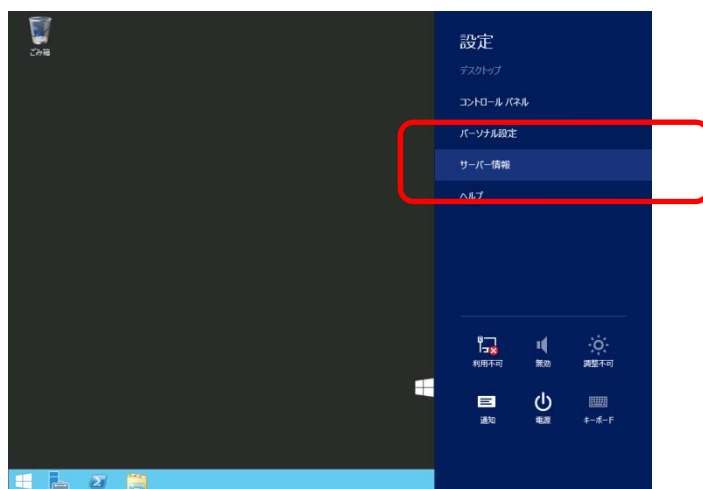 ごみ箱
設定
デスクトップ
コントロール パネル
パーソナル設定
サーバー情報
ヘルプ
利用不可
無効
調整不可
通知
電源
キーボード